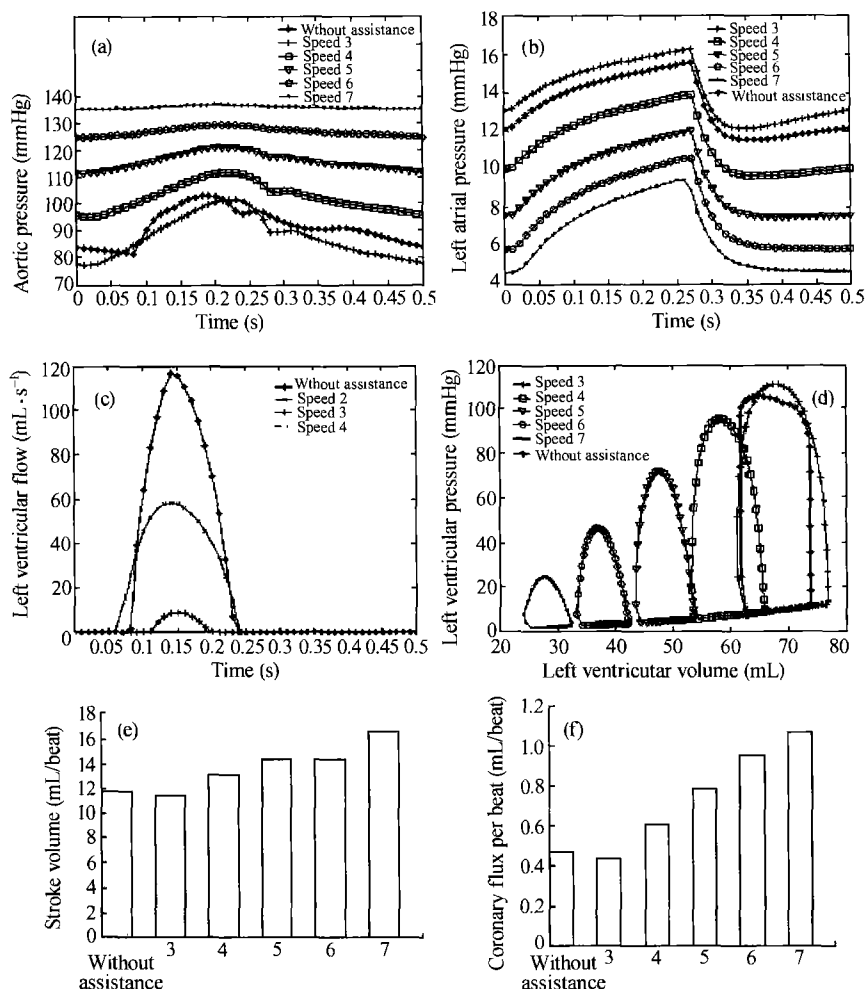 (a)
Wthout assistance
Speed 3
Speed 4
Speed 5
Speed 6
Speed 7
Aortic pressure (mmHg)
140
130
120
110
100
90
80
70
0 0.05 0.1 0.15 0.2 0.25 0.3 0.35 0.4 0.45 0.5
Time (s)
(b)
Speed 3
Speed 4
Speed 5
Speed 6
Speed 7
Without assistance
Left atrial pressure (mmHg)
18
16
14
12
10
8
6
4
0 0.05 0.1 0.15 0.2 0.25 0.3 0.35 0.4 0.45 0.5
Time (s)
(c)
Wthout assistance
Speed 2
Speed 3
Speed 4
Left ventricular flow (mL · s⁻¹)
120
100
80
60
40
20
0
0 0.05 0.1 0.15 0.2 0.25 0.3 0.35 0.4 0.45 0.5
Time (s)
(d)
Speed 3
Speed 4
Speed 5
Speed 6
Speed 7
Without assistance
Left ventricular pressure (mmHg)
120
100
80
60
40
20
0
20 30 40 50 60 70 80
Left ventricutar volume (mL)
(e)
Stroke volume (mL/beat)
18
16
14
12
10
8
6
4
2
0
Without assistance 3 4 5 6 7
(f)
Coronary flux per beat (mL/beat)
1.2
1.0
0.8
0.6
0.4
0.2
0
Without assistance 3 4 5 6 7